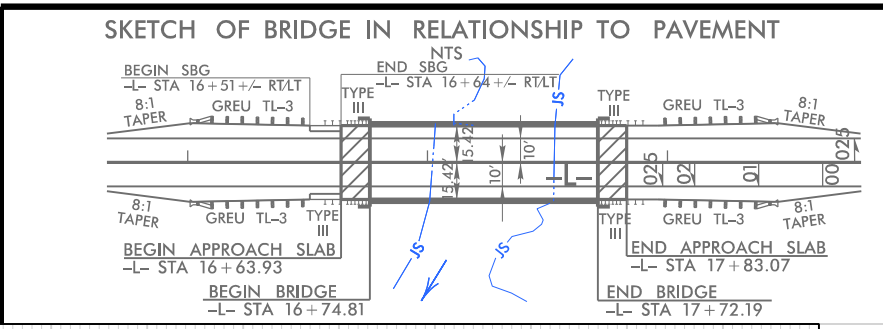 SKETCH OF BRIDGE IN RELATIONSHIP TO PAVEMENT
NTS
BEGIN SBG
-L- STA 16+51+/- RT/LT
END SBG
-L- STA 16+64+/- RT/LT
8:1
TAPER
GREU TL-3
TYPE
III
JS
TYPE
III
GREU TL-3
8:1
TAPER
15.42'
10'
15.42'
10'
-L-
025
02
01
00
025
8:1
TAPER
GREU TL-3
TYPE
III
JS
JS
TYPE
III
GREU TL-3
8:1
TAPER
BEGIN APPROACH SLAB
-L- STA 16+63.93
END APPROACH SLAB
-L- STA 17+83.07
BEGIN BRIDGE
-L- STA 16+74.81
END BRIDGE
-L- STA 17+72.19